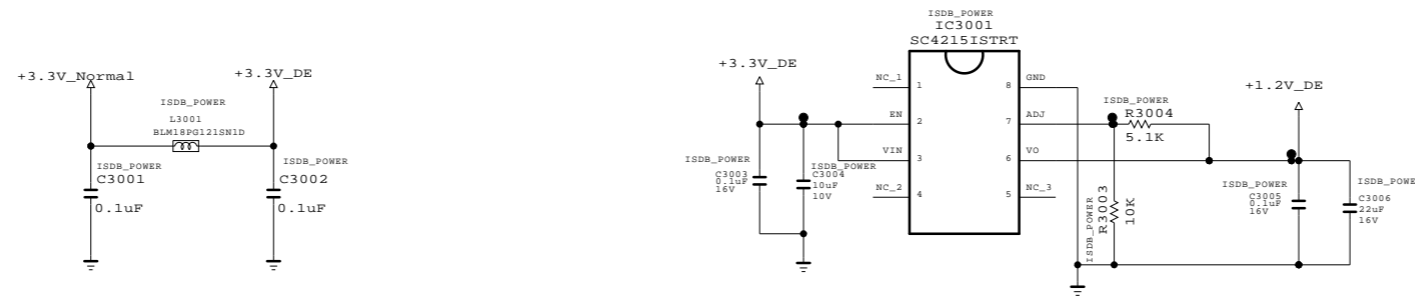 +3.3V_Normal
+3.3V_DE
ISDB_POWER
L3001
BLM18PG121SN1D
ISDB_POWER
C3001
0.1uF
ISDB_POWER
C3002
0.1uF
ISDB_POWER
IC3001
SC4215ISTRT
+3.3V_DE
NC_1
1
EN
2
VIN
3
NC_2
4
8
GND
7
ADJ
6
VO
5
NC_3
ISDB_POWER
C3003
0.1uF
16V
ISDB_POWER
C3004
10uF
10V
ISDB_POWER
R3004
5.1K
ISDB_POWER
R3003
10K
+1.2V_DE
ISDB_POWER
C3005
0.1uF
16V
ISDB_POWE
C3006
22uF
16V